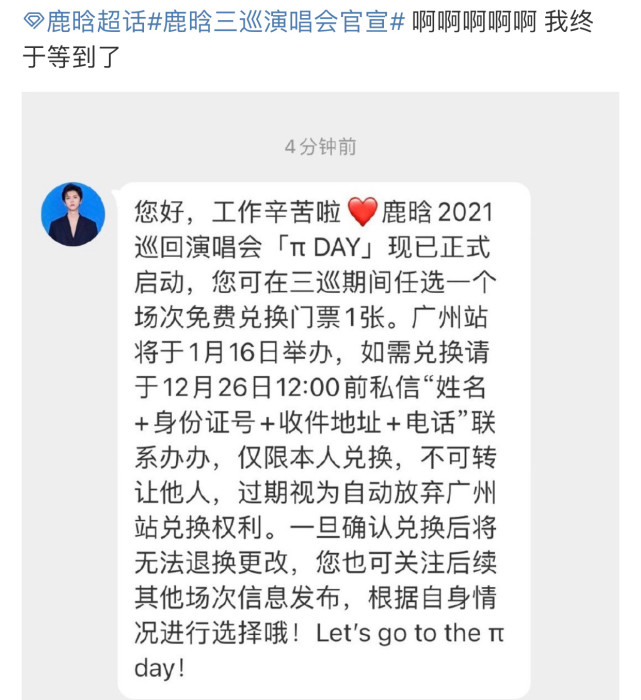 鹿晗超话#鹿晗三巡演唱会官宣# 啊啊啊啊啊 我终
于等到了
4分钟前
您好，工作辛苦啦❤️鹿晗2021
巡回演唱会「π DAY」现已正式
启动，您可在三巡期间任选一个
场次免费兑换门票1张。广州站
将于1月16日举办，如需兑换请
于12月26日12:00前私信“姓名
+身份证号+收件地址+电话”联
系办办，仅限本人兑换，不可转
让他人，过期视为自动放弃广州
站兑换权利。一旦确认兑换后将
无法退换更改，您也可关注后续
其他场次信息发布，根据自身情
况进行选择哦！Let’s go to the π
day！